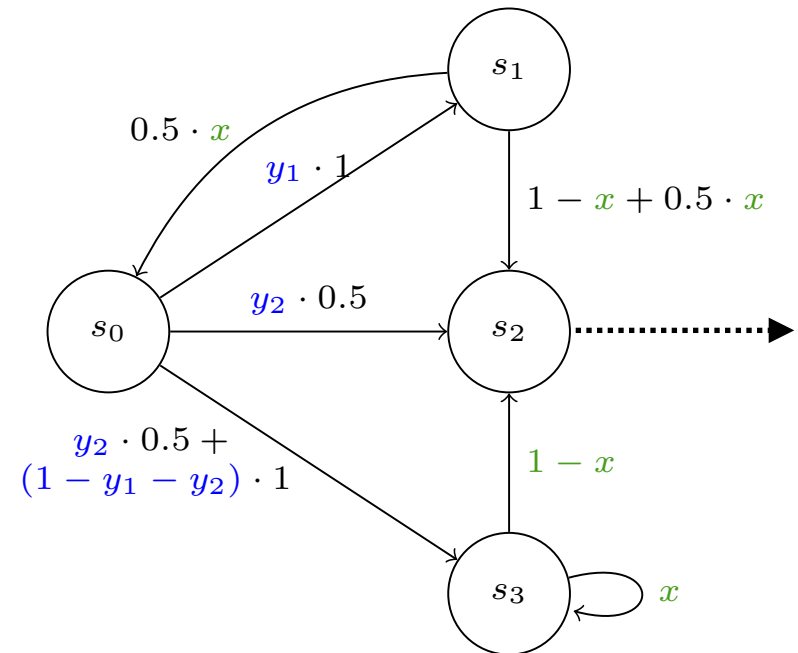 s₁
0.5 · x
y₁ · 1
1 − x + 0.5 · x
y₂ · 0.5
s₀
s₂
y₂ · 0.5 +
(1 − y₁ − y₂) · 1
1 − x
s₃
x